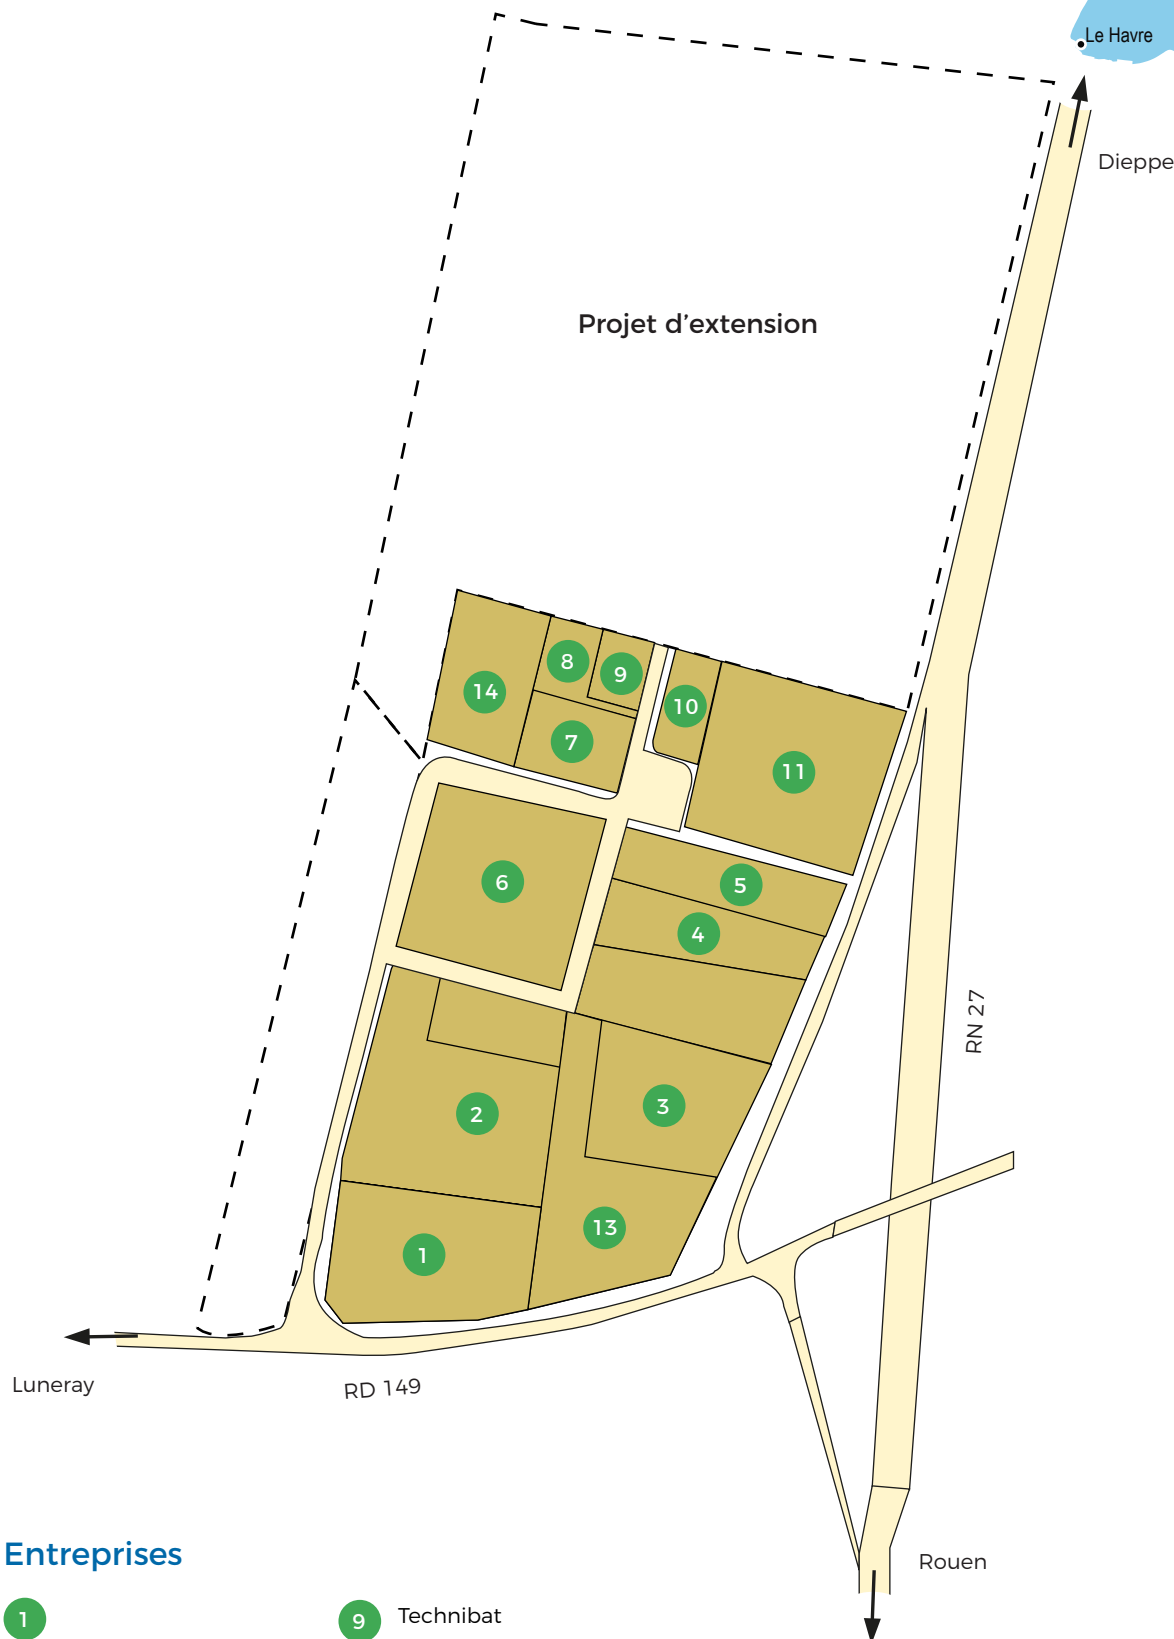 Le Havre
Dieppe
Projet d’extension
8
9
14
10
7
11
6
5
4
RN 27
2
3
13
1
Luneray
RD 149
Entreprises
Rouen
1
9 Technibat